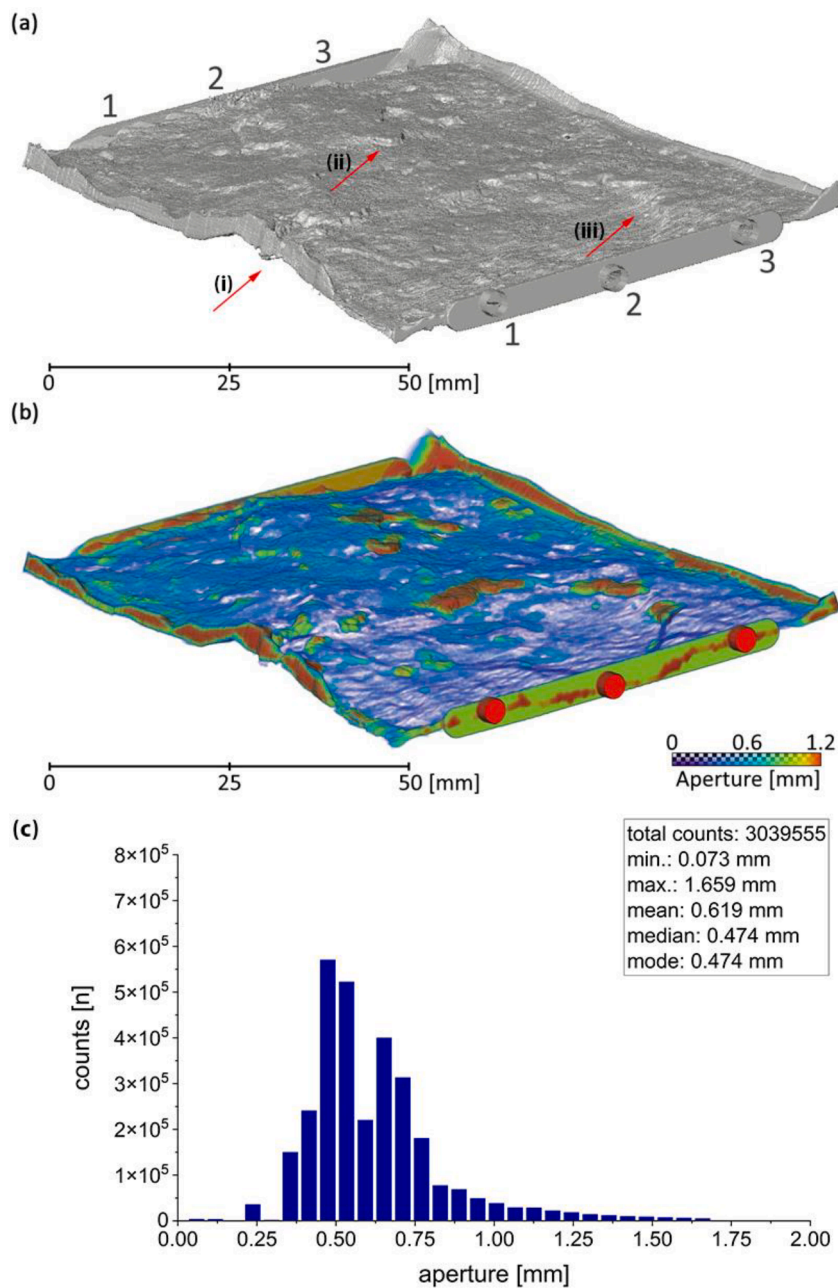 (a)
3
2
1
(ii)
(iii)
3
(i)
2
1
0 25 50 [mm]
(b)
0 0.6 1.2
Aperture [mm]
0 25 50 [mm]
(c)
total counts: 3039555
min.: 0.073 mm
max.: 1.659 mm
mean: 0.619 mm
median: 0.474 mm
mode: 0.474 mm
8×10⁵
7×10⁵
6×10⁵
5×10⁵
4×10⁵
3×10⁵
2×10⁵
1×10⁵
0
counts [n]
0.00 0.25 0.50 0.75 1.00 1.25 1.50 1.75 2.00
aperture [mm]